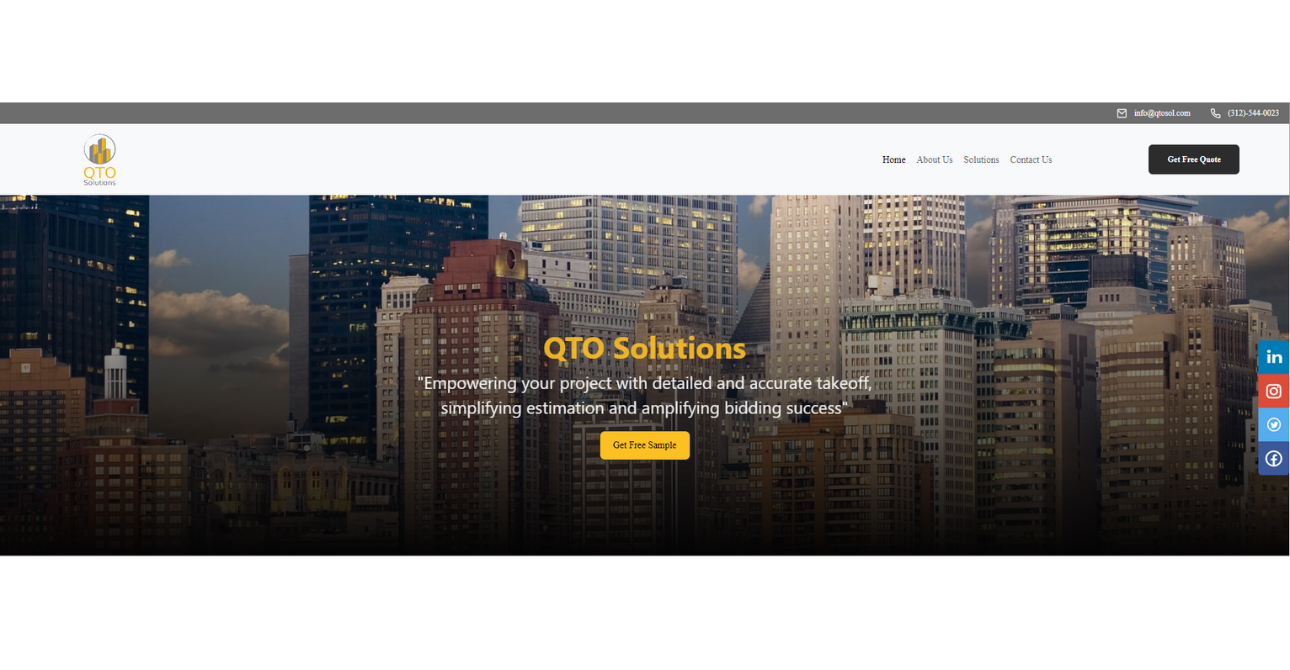 info@qtosol.com (312)-544-0023
QTO
Solutions
Home About Us Solutions Contact Us Get Free Quote
QTO Solutions
"Empowering your project with detailed and accurate takeoff,
simplifying estimation and amplifying bidding success"
Get Free Sample
in